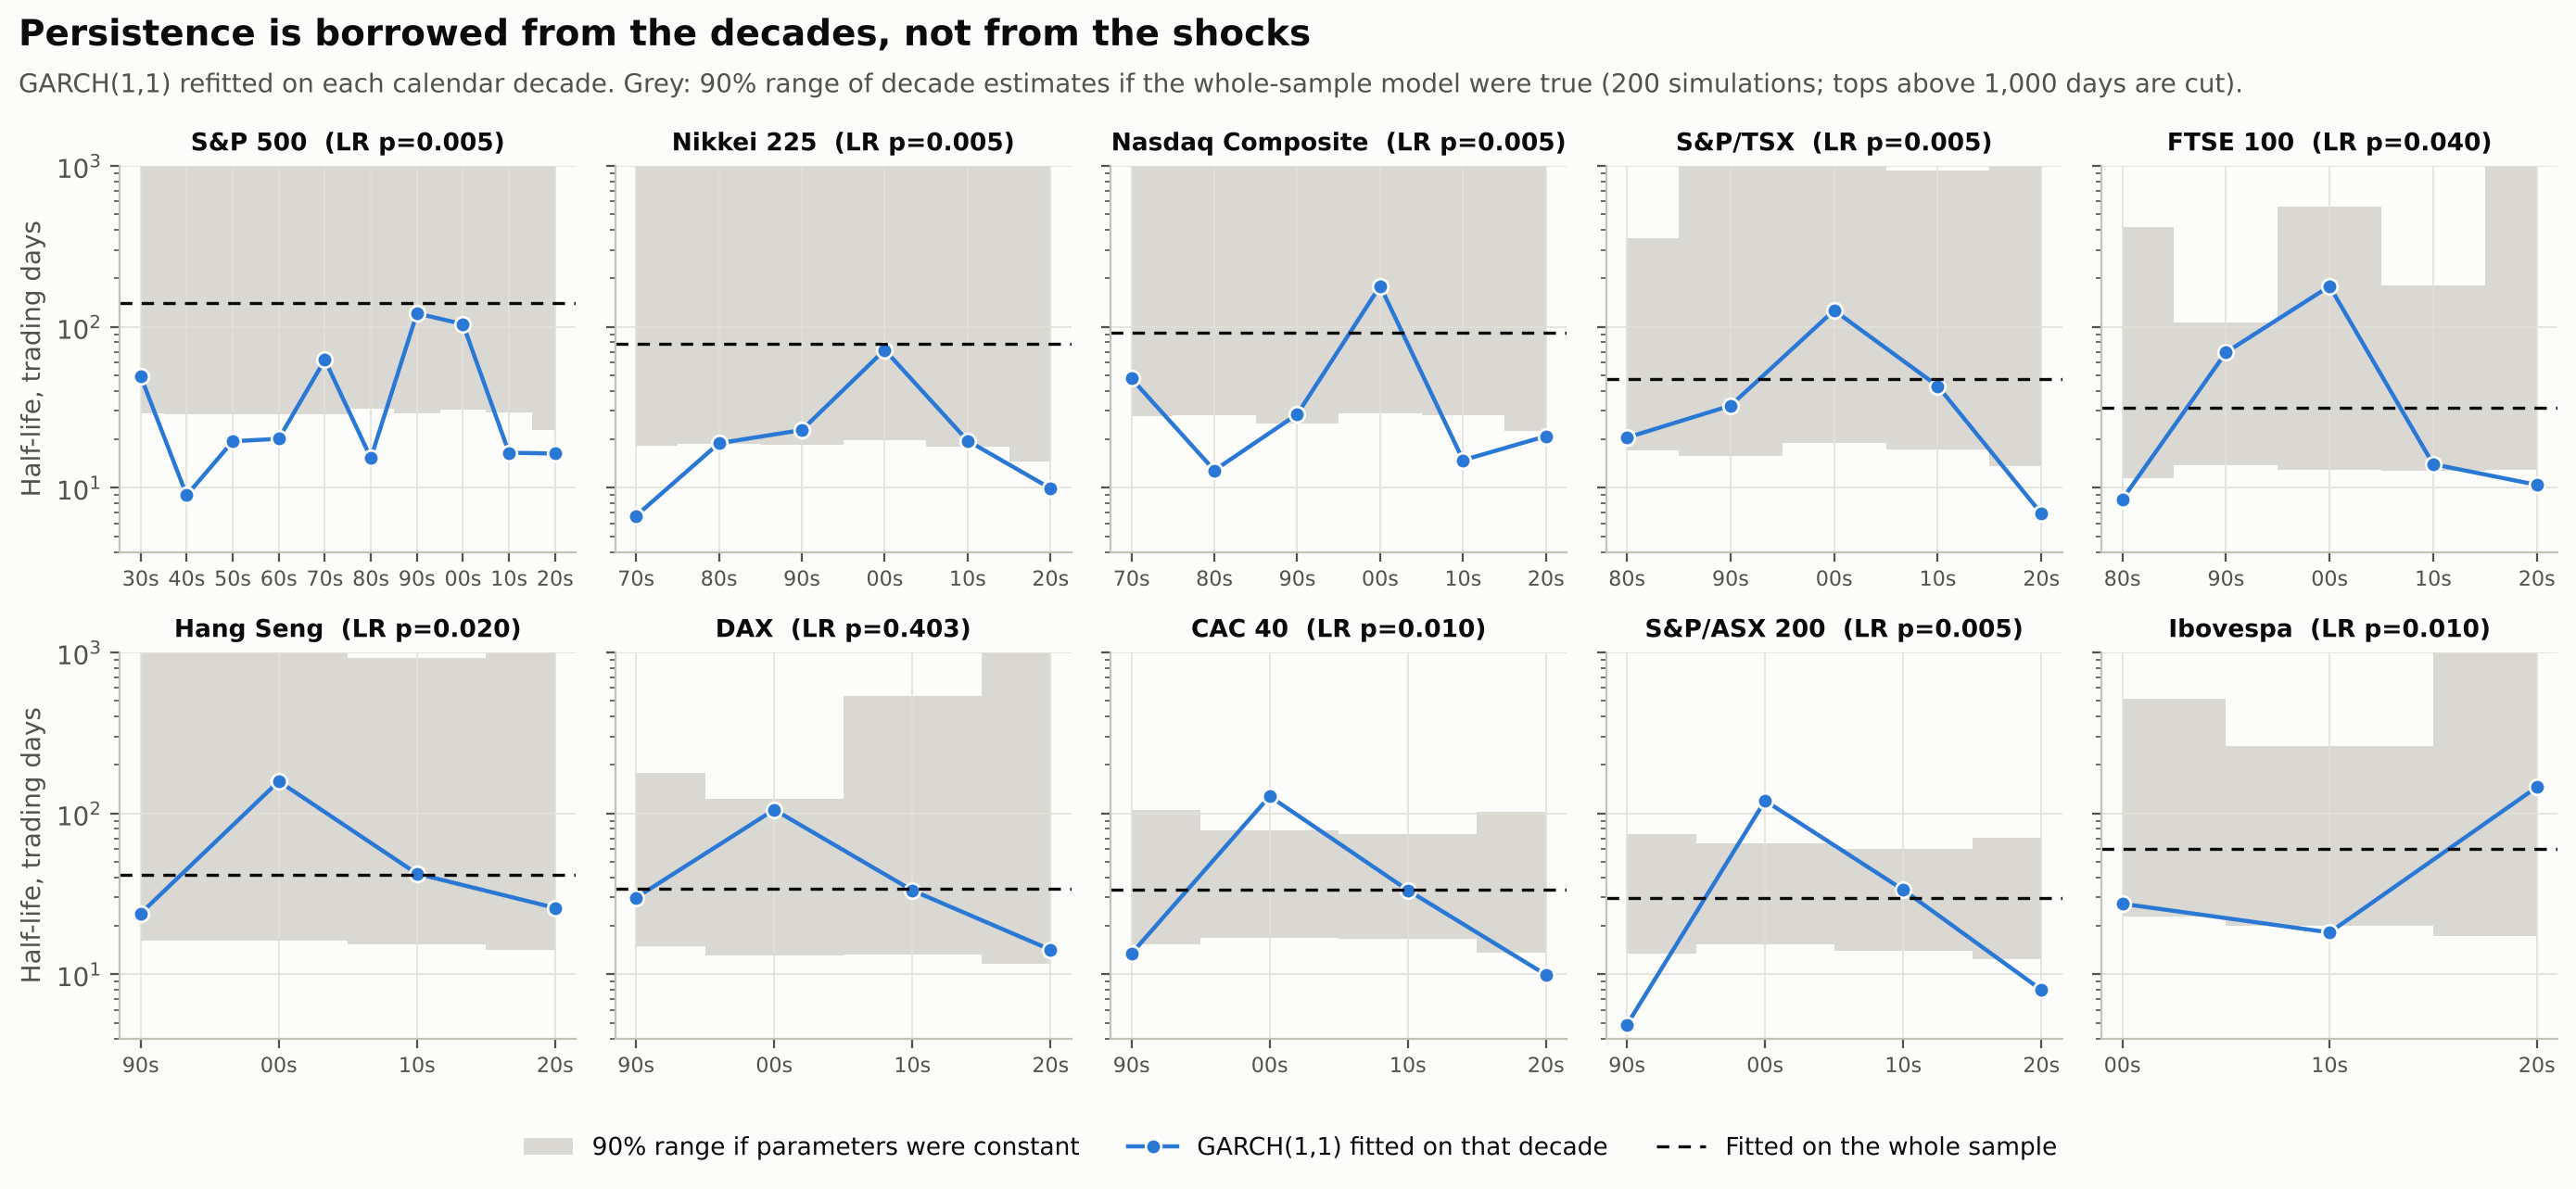 Persistence is borrowed from the decades, not from the shocks
GARCH(1,1) refitted on each calendar decade. Grey: 90% range of decade estimates if the whole-sample model were true (200 simulations; tops above 1,000 days are cut).
S&P 500 (LR p=0.005)
Nikkei 225 (LR p=0.005)
Nasdaq Composite (LR p=0.005)
S&P/TSX (LR p=0.005)
FTSE 100 (LR p=0.040)
Half-life, trading days
10³
10²
10¹
30s 40s 50s 60s 70s 80s 90s 00s 10s 20s
70s 80s 90s 00s 10s 20s
70s 80s 90s 00s 10s 20s
80s 90s 00s 10s 20s
80s 90s 00s 10s 20s
Hang Seng (LR p=0.020)
DAX (LR p=0.403)
CAC 40 (LR p=0.010)
S&P/ASX 200 (LR p=0.005)
Ibovespa (LR p=0.010)
Half-life, trading days
10³
10²
10¹
90s 00s 10s 20s
90s 00s 10s 20s
90s 00s 10s 20s
90s 00s 10s 20s
00s 10s 20s
90% range if parameters were constant
GARCH(1,1) fitted on that decade
Fitted on the whole sample